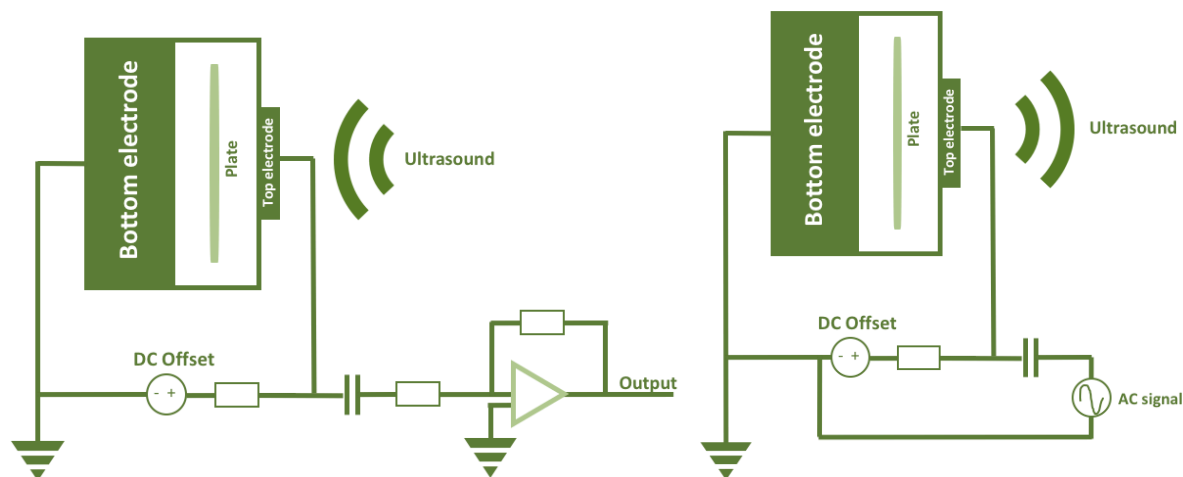 Bottom electrode
Plate
Top electrode
Ultrasound
DC Offset
- +
Output
Bottom electrode
Plate
Top electrode
Ultrasound
DC Offset
- +
AC signal